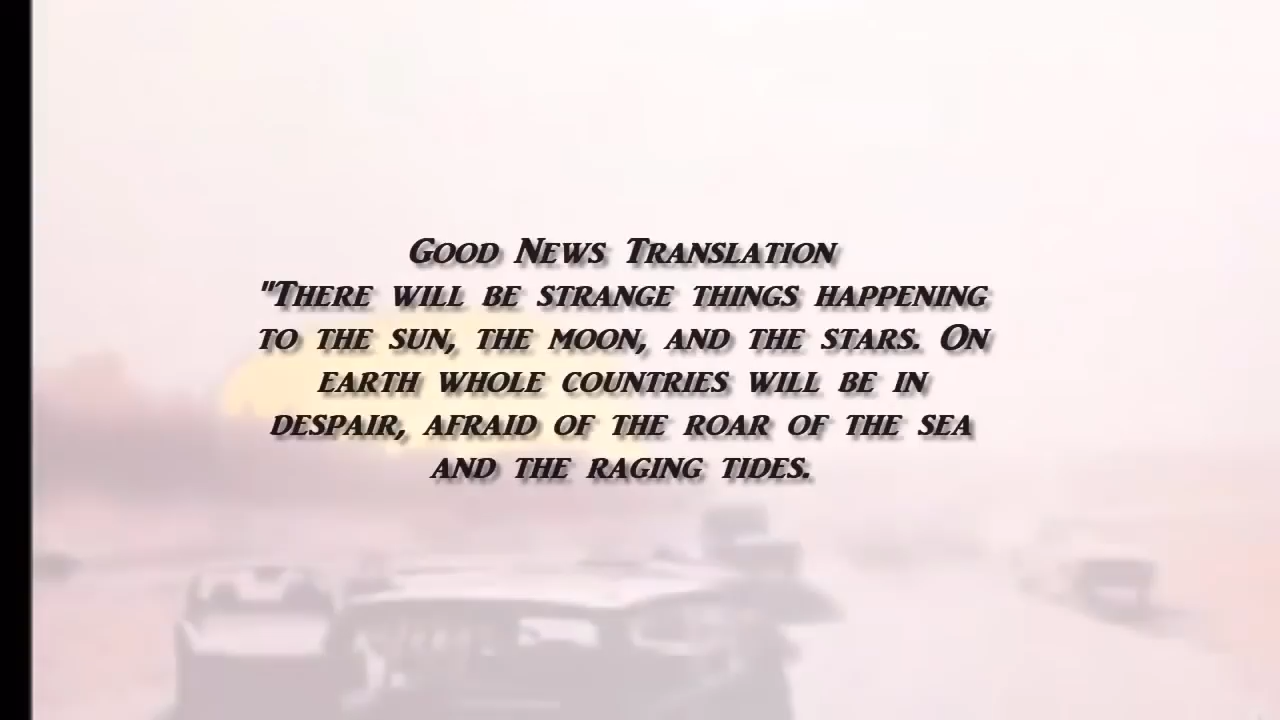 Good News Translation
"There will be strange things happening
to the sun, the moon, and the stars. On
earth whole countries will be in
despair, afraid of the roar of the sea
and the raging tides.